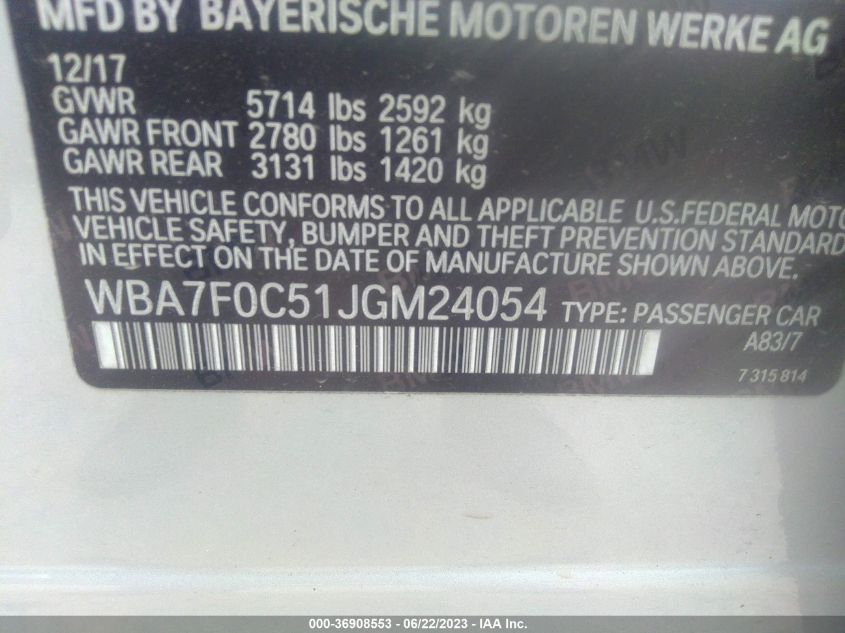 MFD BY BAYERISCHE MOTOREN WERKE AG
12/17
GVWR 5714 lbs 2592 kg
GAWR FRONT 2780 lbs 1261 kg
GAWR REAR 3131 lbs 1420 kg
THIS VEHICLE CONFORMS TO ALL APPLICABLE U.S.FEDERAL MOTO
VEHICLE SAFETY, BUMPER AND THEFT PREVENTION STANDARD
IN EFFECT ON THE DATE OF MANUFACTURE SHOWN ABOVE.
WBA7F0C51JGM24054 TYPE: PASSENGER CAR
A83/7
7 315 814
000-36908553 - 06/22/2023 - IAA Inc.